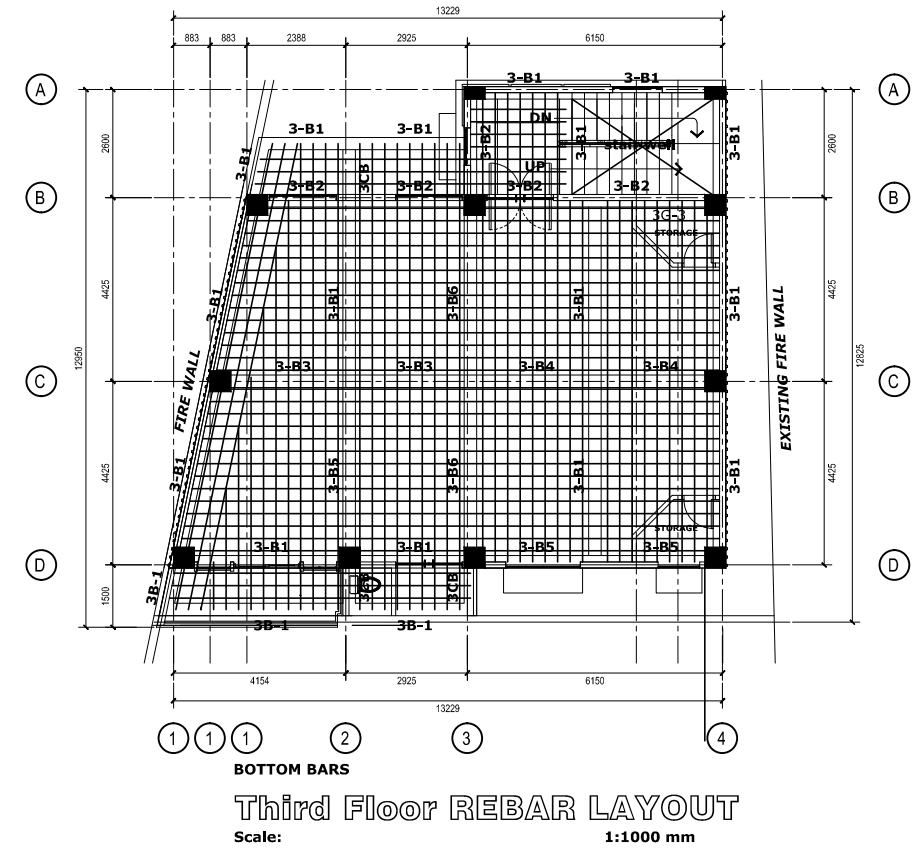 13229
883 883 2388 2925 6150
A 3-B1 3-B1 A
2600 3-B1 3-B1 3-B1 3-B2 DN 3-B1 stairwell 3-B1 2600
3CB UP
B 3-B2 3-B2 3-B2 3-B2 B
3G-3
STORAGE
4425 3-B1 3-B1 3-B6 3-B1 3-B1 4425
12950 FIRE WALL EXISTING FIRE WALL 12825
C 3-B3 3-B3 3-B4 3-B4 C
4425 3-B1 3-B5 3-B6 3-B1 3-B1 4425
STORAGE
D 3-B1 3-B1 3-B5 3-B5 D
1500 3B-1 3CB 3CB
3B-1 3B-1
4154 2925 6150
13229
1 1 1 2 3 4
BOTTOM BARS
Third Floor REBAR LAYOUT
Scale: 1:1000 mm